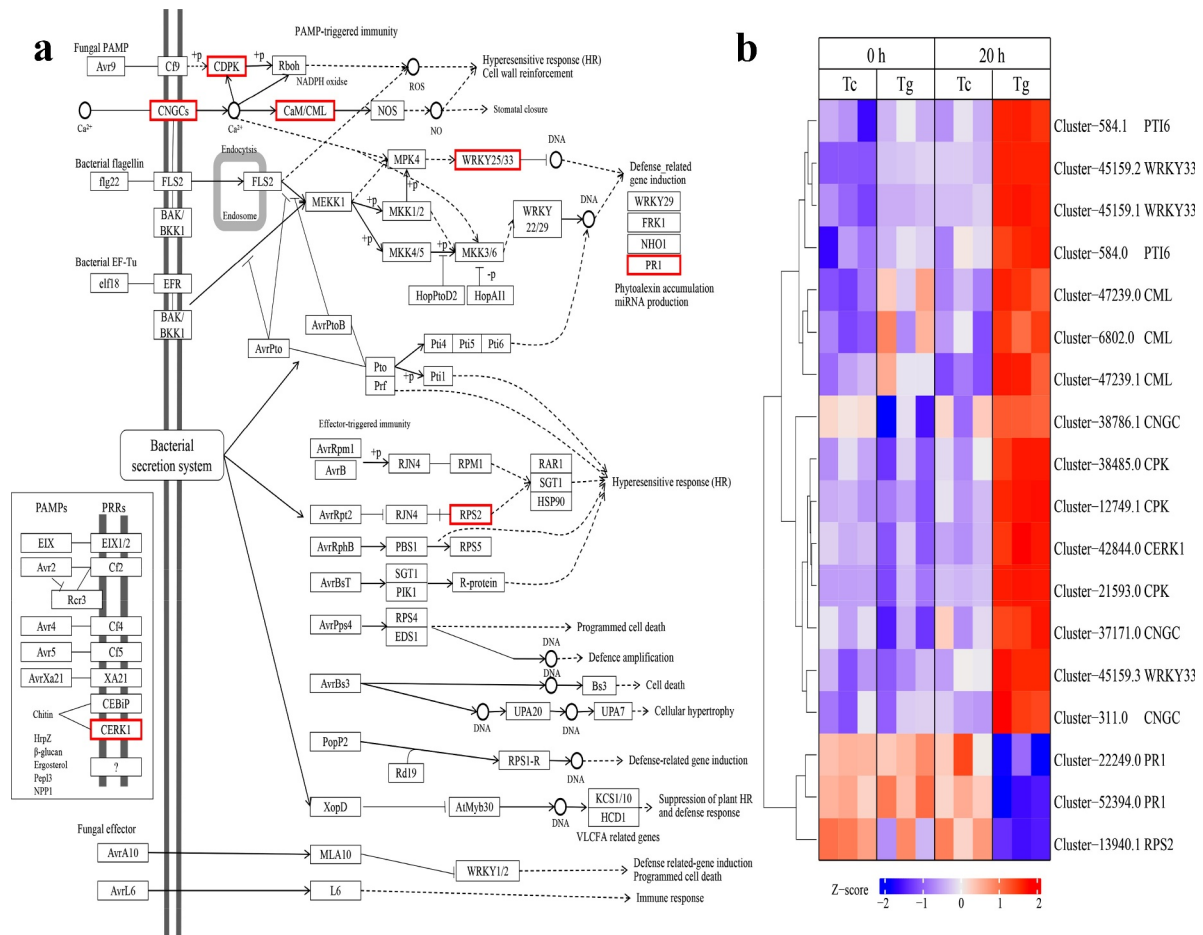 a
PAMP-triggered immunity
Fungal PAMP
Avr9
Cf9
+p
CDPK
+p
Rboh
NADPH oxidse
ROS
Hyperesensitive response (HR)
Cell wall reinforcement
Ca²⁺
CNGCs
Ca²⁺
CaM/CML
NOS
NO
Stomatal closure
Bacterial flagellin
flg22
FLS2
BAK/
BKK1
Endocytsis
FLS2
Endosome
MEKK1
MPK4
+p
WRKY25/33
DNA
+p
MKK1/2
+p
MKK4/5
+p
MKK3/6
-p
HopPtoD2
HopAI1
WRKY
22/29
DNA
Defense_related
gene induction
WRKY29
FRK1
NHO1
PR1
Phytoalexin accumulation
miRNA production
Bacterial EF-Tu
elf18
EFR
BAK/
BKK1
AvrPtoB
AvrPto
Pto
Prf
+p
Pti4
Pti5
Pti6
Pti1
Bacterial
secretion system
Effector-triggered immunity
AvrRpm1
AvrB
+p
RJN4
RPM1
RAR1
SGT1
HSP90
Hyperesensitive response (HR)
AvrRpt2
RJN4
RPS2
AvrRphB
PBS1
RPS5
AvrBsT
SGT1
PIK1
R-protein
AvrPps4
RPS4
EDS1
Programmed cell death
DNA
Defence amplification
AvrBs3
DNA
Bs3
Cell death
DNA
UPA20
DNA
UPA7
Cellular hypertrophy
PopP2
Rd19
RPS1-R
DNA
Defense-related gene induction
XopD
AtMyb30
DNA
KCS1/10
HCD1
VLCFA related genes
Suppression of plant HR
and defense response
PAMPs
PRRs
EIX
EIX1/2
Avr2
Cf2
Rcr3
Avr4
Cf4
Avr5
Cf5
AvrXa21
XA21
CEBiP
Chitin
CERK1
HrpZ
β-glucan
Ergosterol
Pepl3
NPP1
?
Fungal effector
AvrA10
MLA10
WRKY1/2
Defense related-gene induction
Programmed cell death
AvrL6
L6
Immune response
b
0 h
20 h
Tc
Tg
Tc
Tg
Cluster−584.1 PTI6
Cluster−45159.2 WRKY33
Cluster−45159.1 WRKY33
Cluster−584.0 PTI6
Cluster−47239.0 CML
Cluster−6802.0 CML
Cluster−47239.1 CML
Cluster−38786.1 CNGC
Cluster−38485.0 CPK
Cluster−12749.1 CPK
Cluster−42844.0 CERK1
Cluster−21593.0 CPK
Cluster−37171.0 CNGC
Cluster−45159.3 WRKY33
Cluster−311.0 CNGC
Cluster−22249.0 PR1
Cluster−52394.0 PR1
Cluster−13940.1 RPS2
Z−score
−2 −1 0 1 2